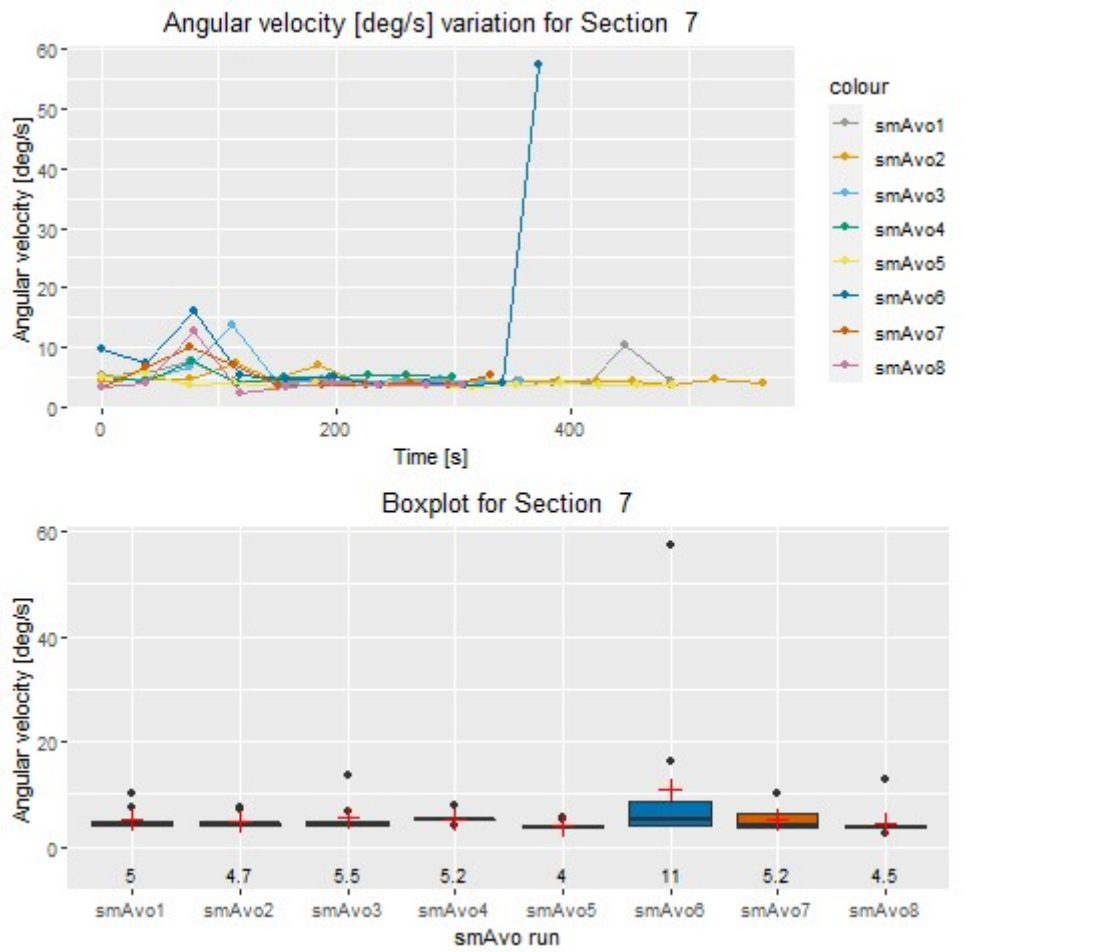 Angular velocity [deg/s] variation for Section 7
60
50
40
30
20
10
0
Angular velocity [deg/s]
0 200 400
Time [s]
colour
smAvo1
smAvo2
smAvo3
smAvo4
smAvo5
smAvo6
smAvo7
smAvo8
Boxplot for Section 7
60
40
20
0
Angular velocity [deg/s]
5 4.7 5.5 5.2 4 11 5.2 4.5
smAvo1 smAvo2 smAvo3 smAvo4 smAvo5 smAvo6 smAvo7 smAvo8
smAvo run